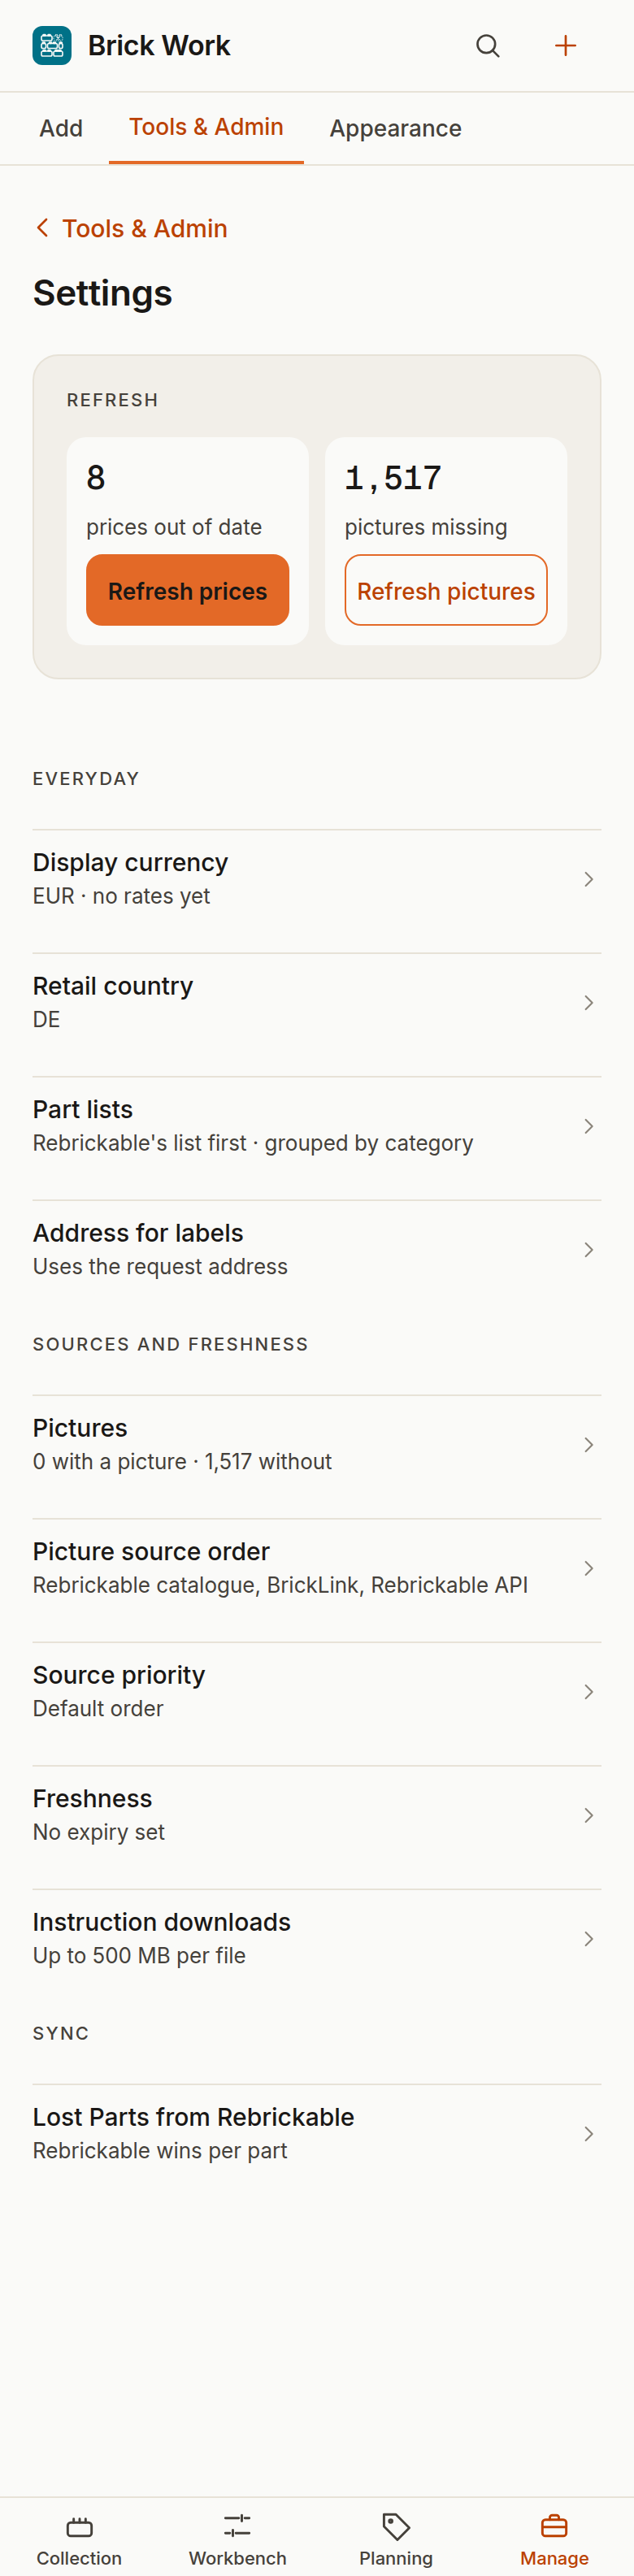 Brick Work
Add
Tools & Admin
Appearance
Tools & Admin
Settings
REFRESH
8
prices out of date
Refresh prices
1,517
pictures missing
Refresh pictures
EVERYDAY
Display currency
EUR · no rates yet
Retail country
DE
Part lists
Rebrickable's list first · grouped by category
Address for labels
Uses the request address
SOURCES AND FRESHNESS
Pictures
0 with a picture · 1,517 without
Picture source order
Rebrickable catalogue, BrickLink, Rebrickable API
Source priority
Default order
Freshness
No expiry set
Instruction downloads
Up to 500 MB per file
SYNC
Lost Parts from Rebrickable
Rebrickable wins per part
Collection
Workbench
Planning
Manage